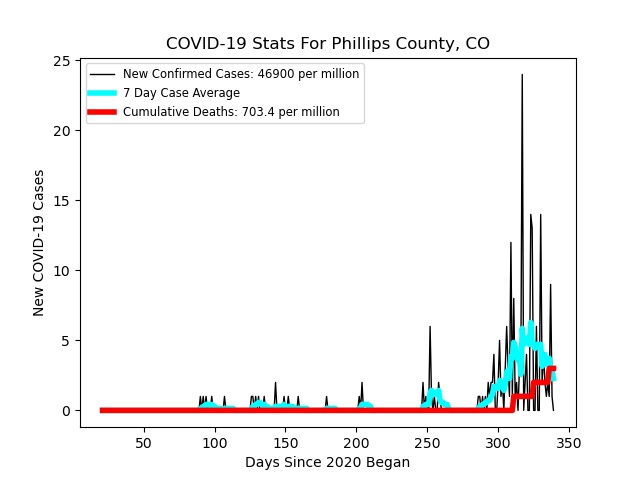 COVID-19 Stats For Phillips County, CO
New Confirmed Cases: 46900 per million
7 Day Case Average
Cumulative Deaths: 703.4 per million
New COVID-19 Cases
25
20
15
10
5
0
50
100
150
200
250
300
350
Days Since 2020 Began